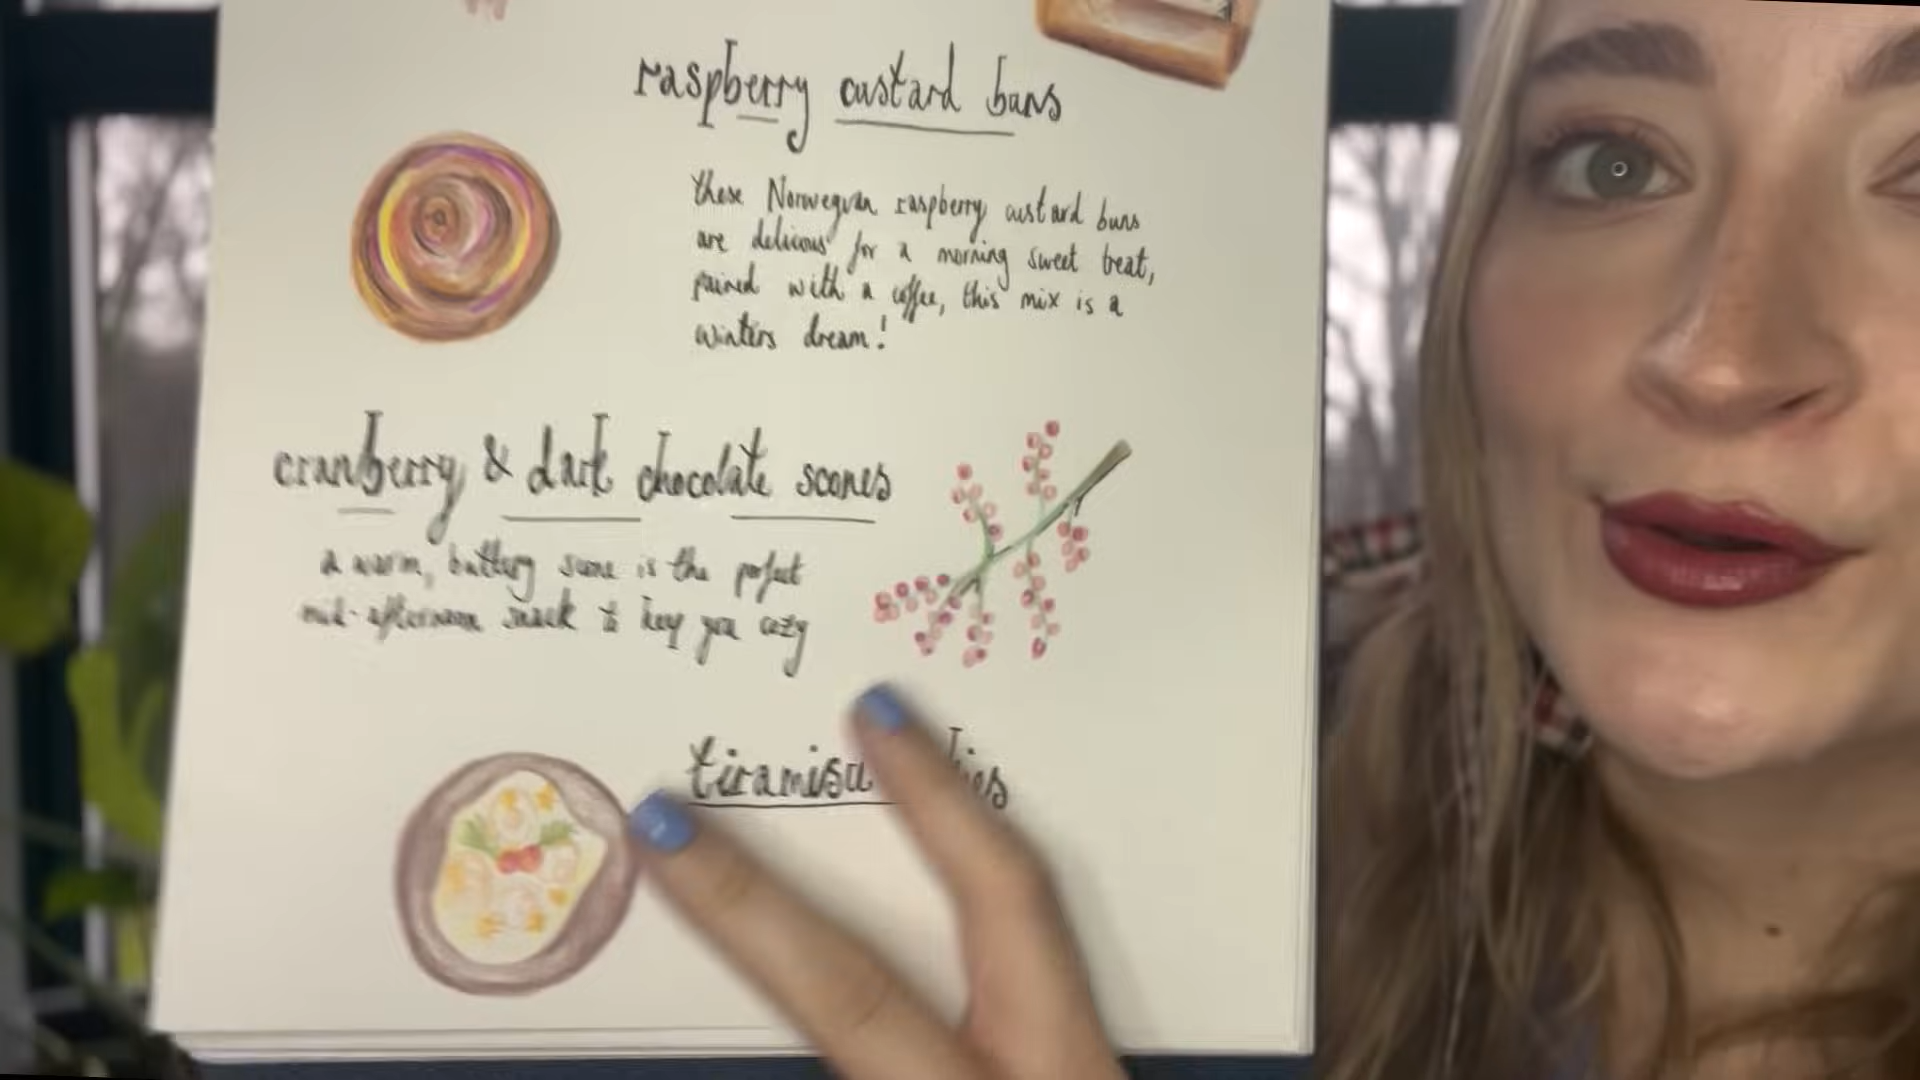 raspberry custard buns
these Norwegian raspberry custard buns
are delicious for a morning sweet treat,
paired with a coffee, this mix is a
winters dream!
cranberry & dark chocolate scones
a warm, buttery scone is the perfect
mid-afternoon snack to keep you cozy
tiramisu